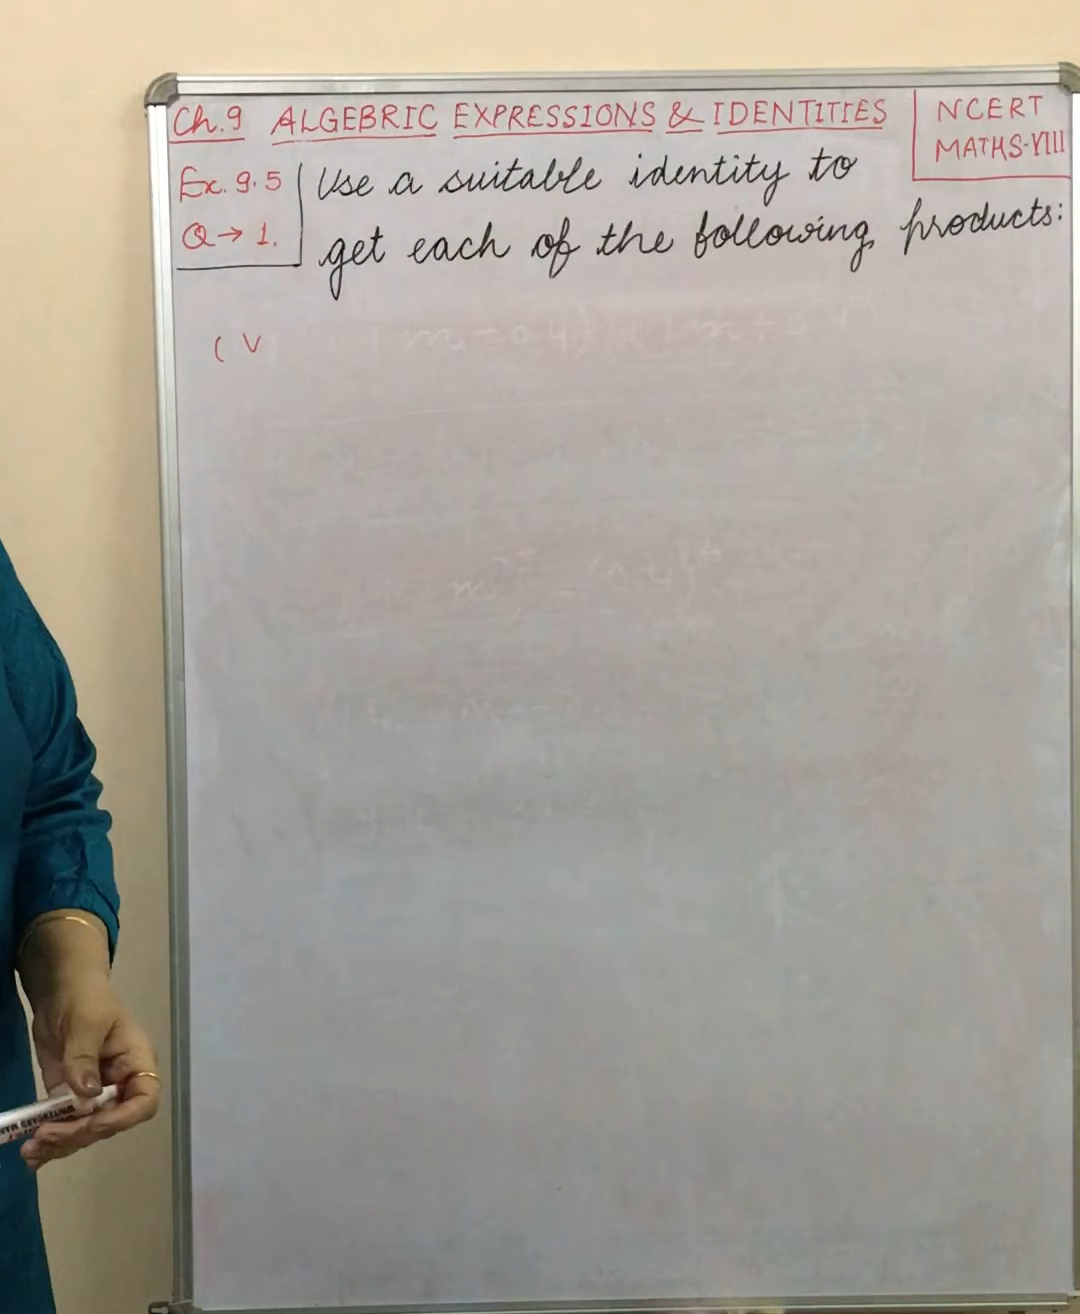 Ch.9 ALGEBRIC EXPRESSIONS & IDENTITIES
NCERT
MATHS-VIII
Ex. 9.5
Q → 1.
Use a suitable identity to
get each of the following products:
( v